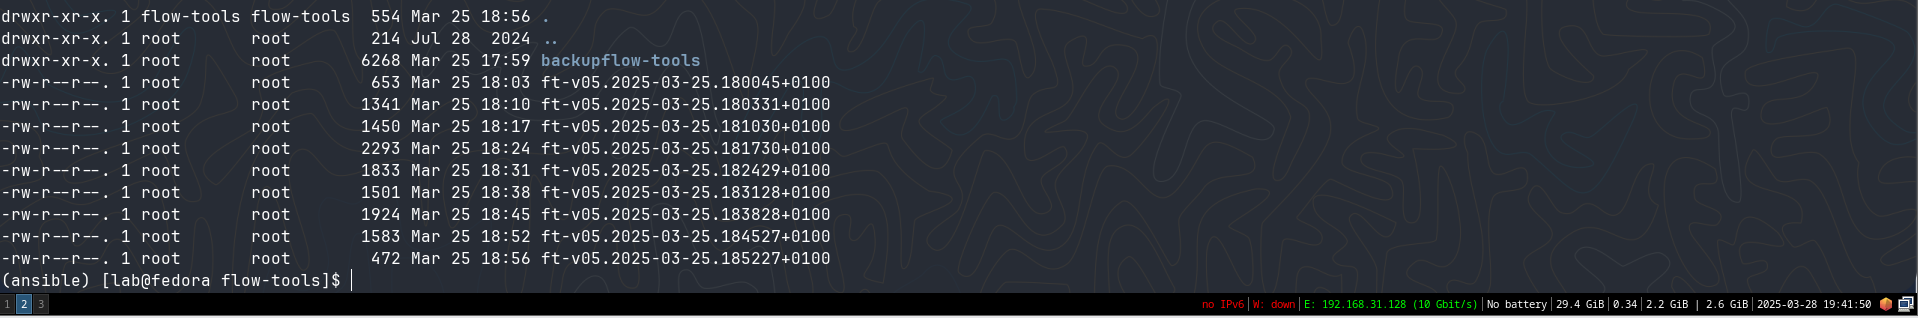 drwxr-xr-x. 1 flow-tools flow-tools  554 Mar 25 18:56 .
drwxr-xr-x. 1 root       root        214 Jul 28  2024 ..
drwxr-xr-x. 1 root       root       6268 Mar 25 17:59 backupflow-tools
-rw-r--r--. 1 root       root        653 Mar 25 18:03 ft-v05.2025-03-25.180045+0100
-rw-r--r--. 1 root       root       1341 Mar 25 18:10 ft-v05.2025-03-25.180331+0100
-rw-r--r--. 1 root       root       1450 Mar 25 18:17 ft-v05.2025-03-25.181030+0100
-rw-r--r--. 1 root       root       2293 Mar 25 18:24 ft-v05.2025-03-25.181730+0100
-rw-r--r--. 1 root       root       1833 Mar 25 18:31 ft-v05.2025-03-25.182429+0100
-rw-r--r--. 1 root       root       1501 Mar 25 18:38 ft-v05.2025-03-25.183128+0100
-rw-r--r--. 1 root       root       1924 Mar 25 18:45 ft-v05.2025-03-25.183828+0100
-rw-r--r--. 1 root       root       1583 Mar 25 18:52 ft-v05.2025-03-25.184527+0100
-rw-r--r--. 1 root       root        472 Mar 25 18:56 ft-v05.2025-03-25.185227+0100
(ansible) [lab@fedora flow-tools]$
1 2 3 no IPv6|W: down|E: 192.168.31.128 (10 Gbit/s)|No battery|29.4 GiB|0.34|2.2 GiB | 2.6 GiB|2025-03-28 19:41:50